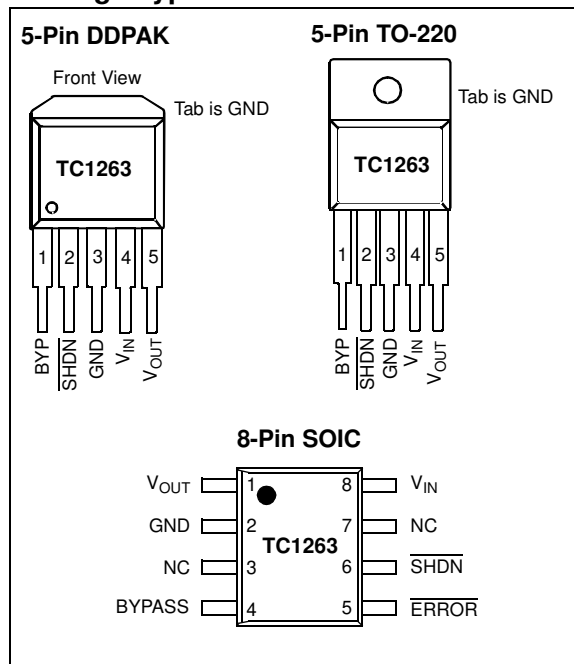 5-Pin DDPAK
Front View
Tab is GND
TC1263
1 2 3 4 5
BYP
SHDN
GND
VIN
VOUT
5-Pin TO-220
Tab is GND
TC1263
1 2 3 4 5
BYP
SHDN
GND
VIN
VOUT
8-Pin SOIC
VOUT 1 8 VIN
GND 2 7 NC
TC1263
NC 3 6 SHDN
BYPASS 4 5 ERROR